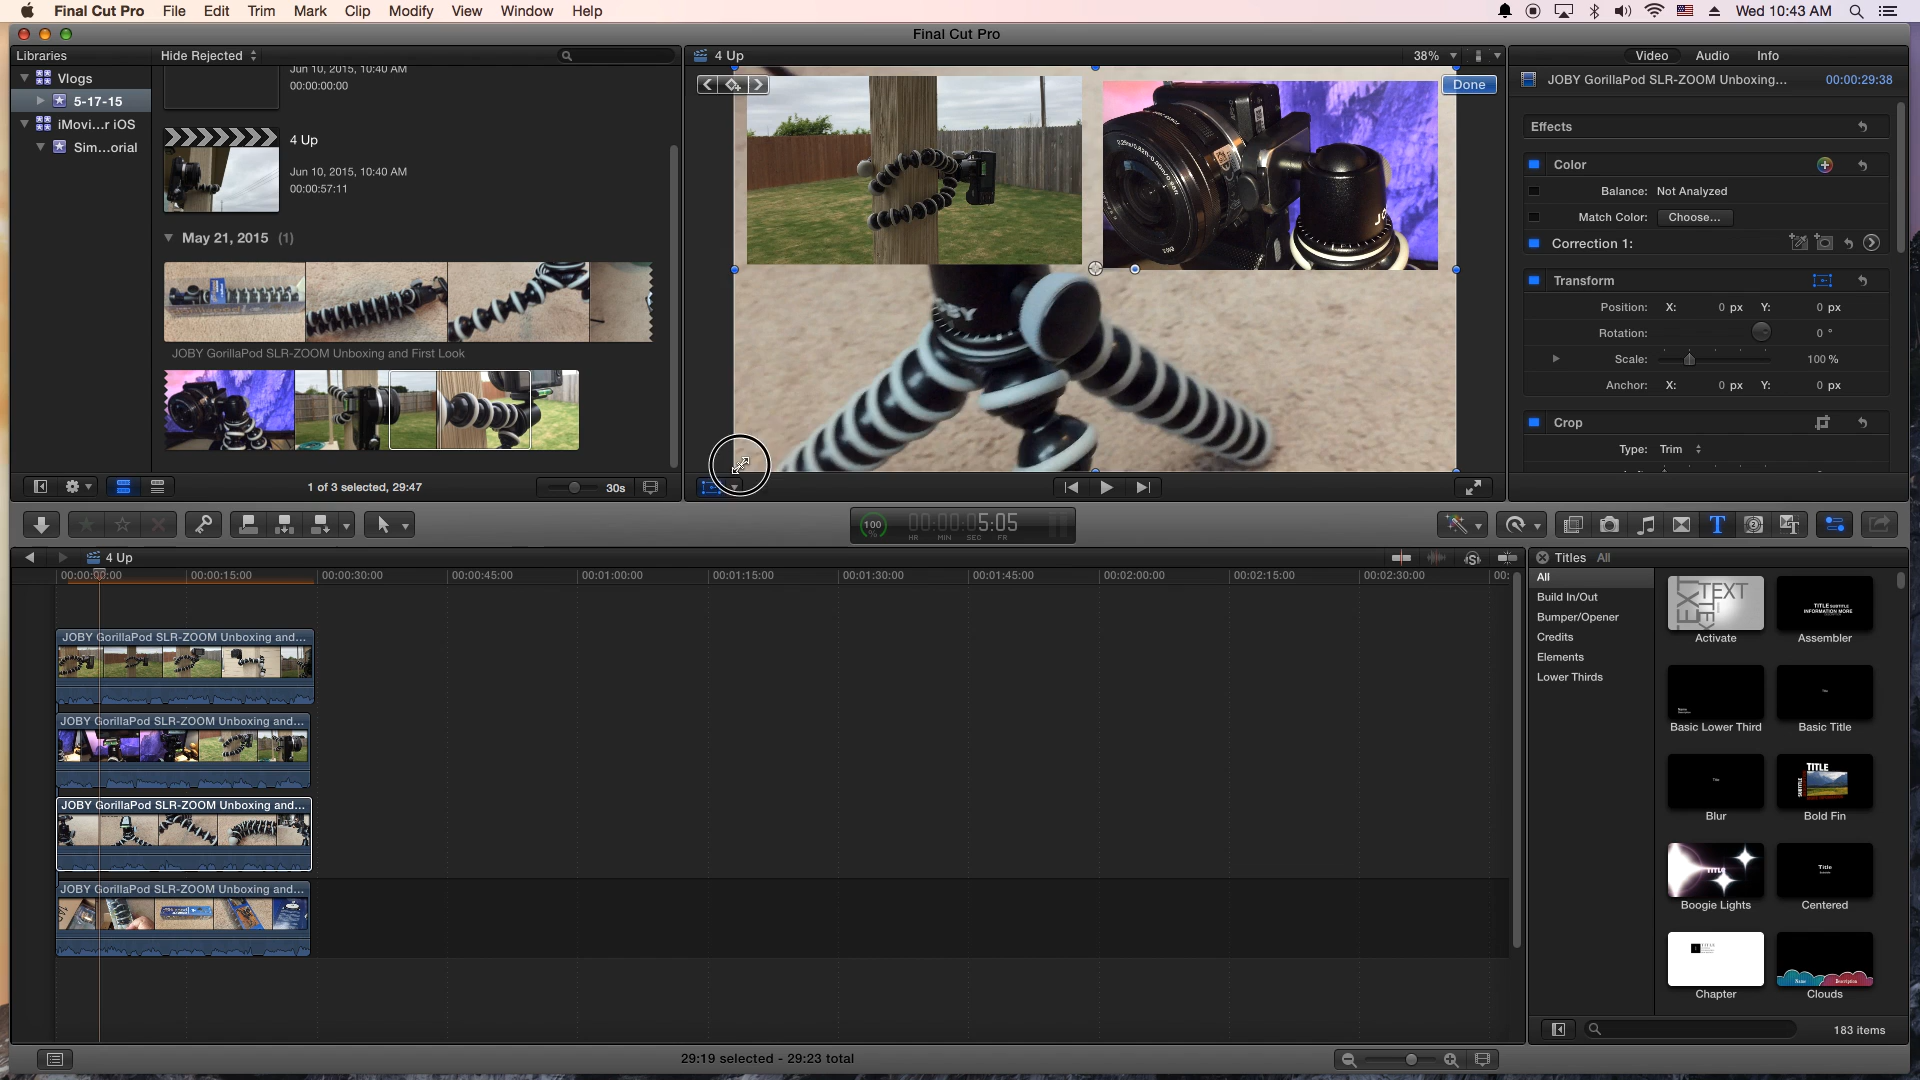 Final Cut Pro File Edit Trim Mark Clip Modify View Window Help Wed 10:43 AM
Final Cut Pro
Libraries Hide Rejected
4 Up 38%
Video Audio Info
Vlogs
5-17-15
iMovi...r iOS
Sim...orial
Jun 10, 2015, 10:40 AM
00:00:00:00
4 Up
Jun 10, 2015, 10:40 AM
00:00:57:11
May 21, 2015 (1)
JOBY GorillaPod SLR-ZOOM Unboxing and First Look
1 of 3 selected, 29:47
30s
Done
JOBY GorillaPod SLR-ZOOM Unboxing... 00:00:29:38
Effects
Color
Balance: Not Analyzed
Match Color: Choose...
Correction 1:
Transform
Position: X: 0 px Y: 0 px
Rotation: 0 °
Scale: 100 %
Anchor: X: 0 px Y: 0 px
Crop
Type: Trim
100 % 00:00:05:05
HR MIN SEC FR
4 Up
00:00:00:00 00:00:15:00 00:00:30:00 00:00:45:00 00:01:00:00 00:01:15:00 00:01:30:00 00:01:45:00 00:02:00:00 00:02:15:00 00:02:30:00 00:
JOBY GorillaPod SLR-ZOOM Unboxing and...
JOBY GorillaPod SLR-ZOOM Unboxing and...
JOBY GorillaPod SLR-ZOOM Unboxing and...
JOBY GorillaPod SLR-ZOOM Unboxing and...
Titles All
All
Build In/Out
Bumper/Opener
Credits
Elements
Lower Thirds
TEXT
TITLE SUBTITLE
INFORMATION MORE
Activate Assembler
Basic Lower Third Basic Title
TITLE
Blur Bold Fin
TITLE Title
Boogie Lights Centered
Name Description
Chapter Clouds
183 items
29:19 selected - 29:23 total